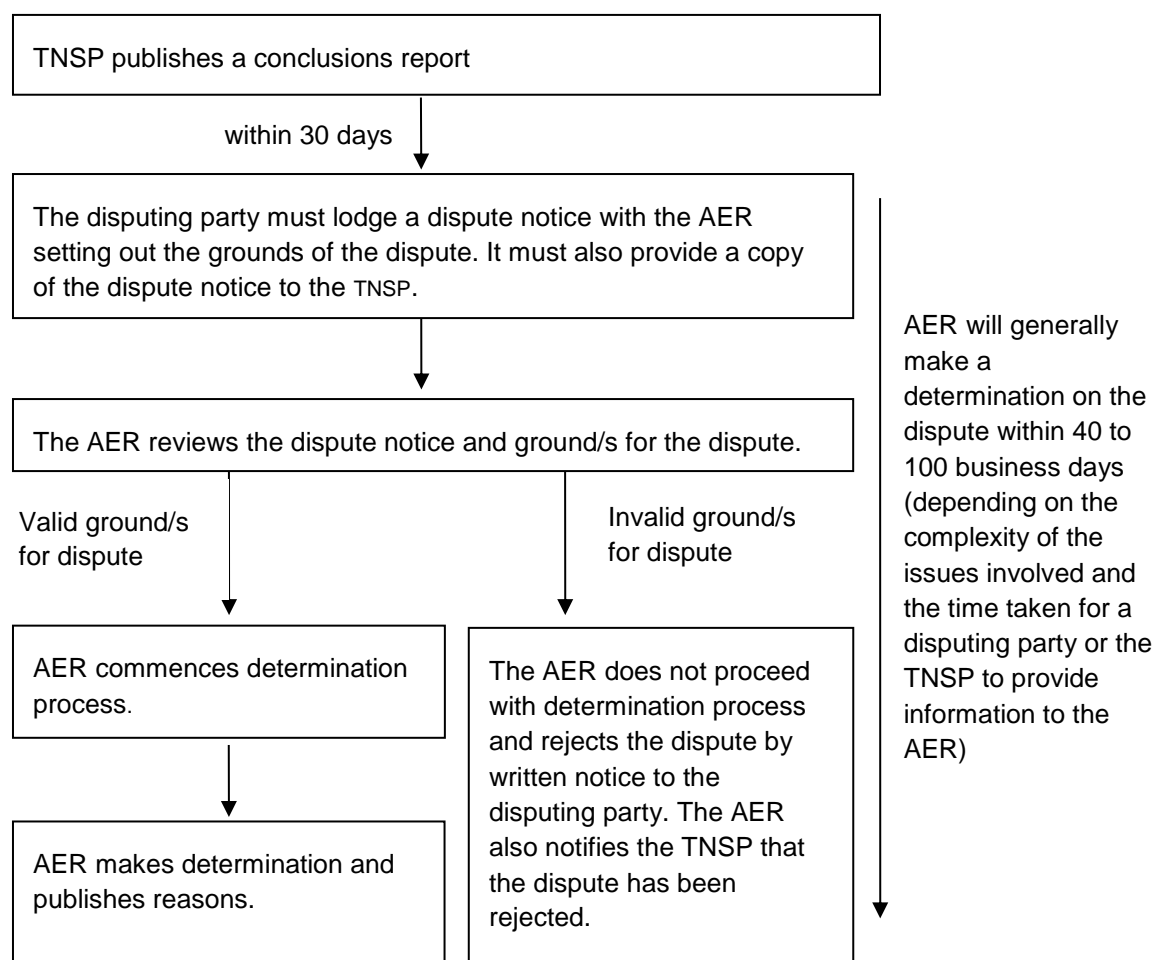 TNSP publishes a conclusions report
within 30 days
The disputing party must lodge a dispute notice with the AER
setting out the grounds of the dispute. It must also provide a copy
of the dispute notice to the TNSP.
The AER reviews the dispute notice and ground/s for the dispute.
Valid ground/s
for dispute
Invalid ground/s
for dispute
AER commences determination
process.
AER makes determination and
publishes reasons.
The AER does not proceed
with determination process
and rejects the dispute by
written notice to the
disputing party. The AER
also notifies the TNSP that
the dispute has been
rejected.
AER will generally
make a
determination on the
dispute within 40 to
100 business days
(depending on the
complexity of the
issues involved and
the time taken for a
disputing party or the
TNSP to provide
information to the
AER)